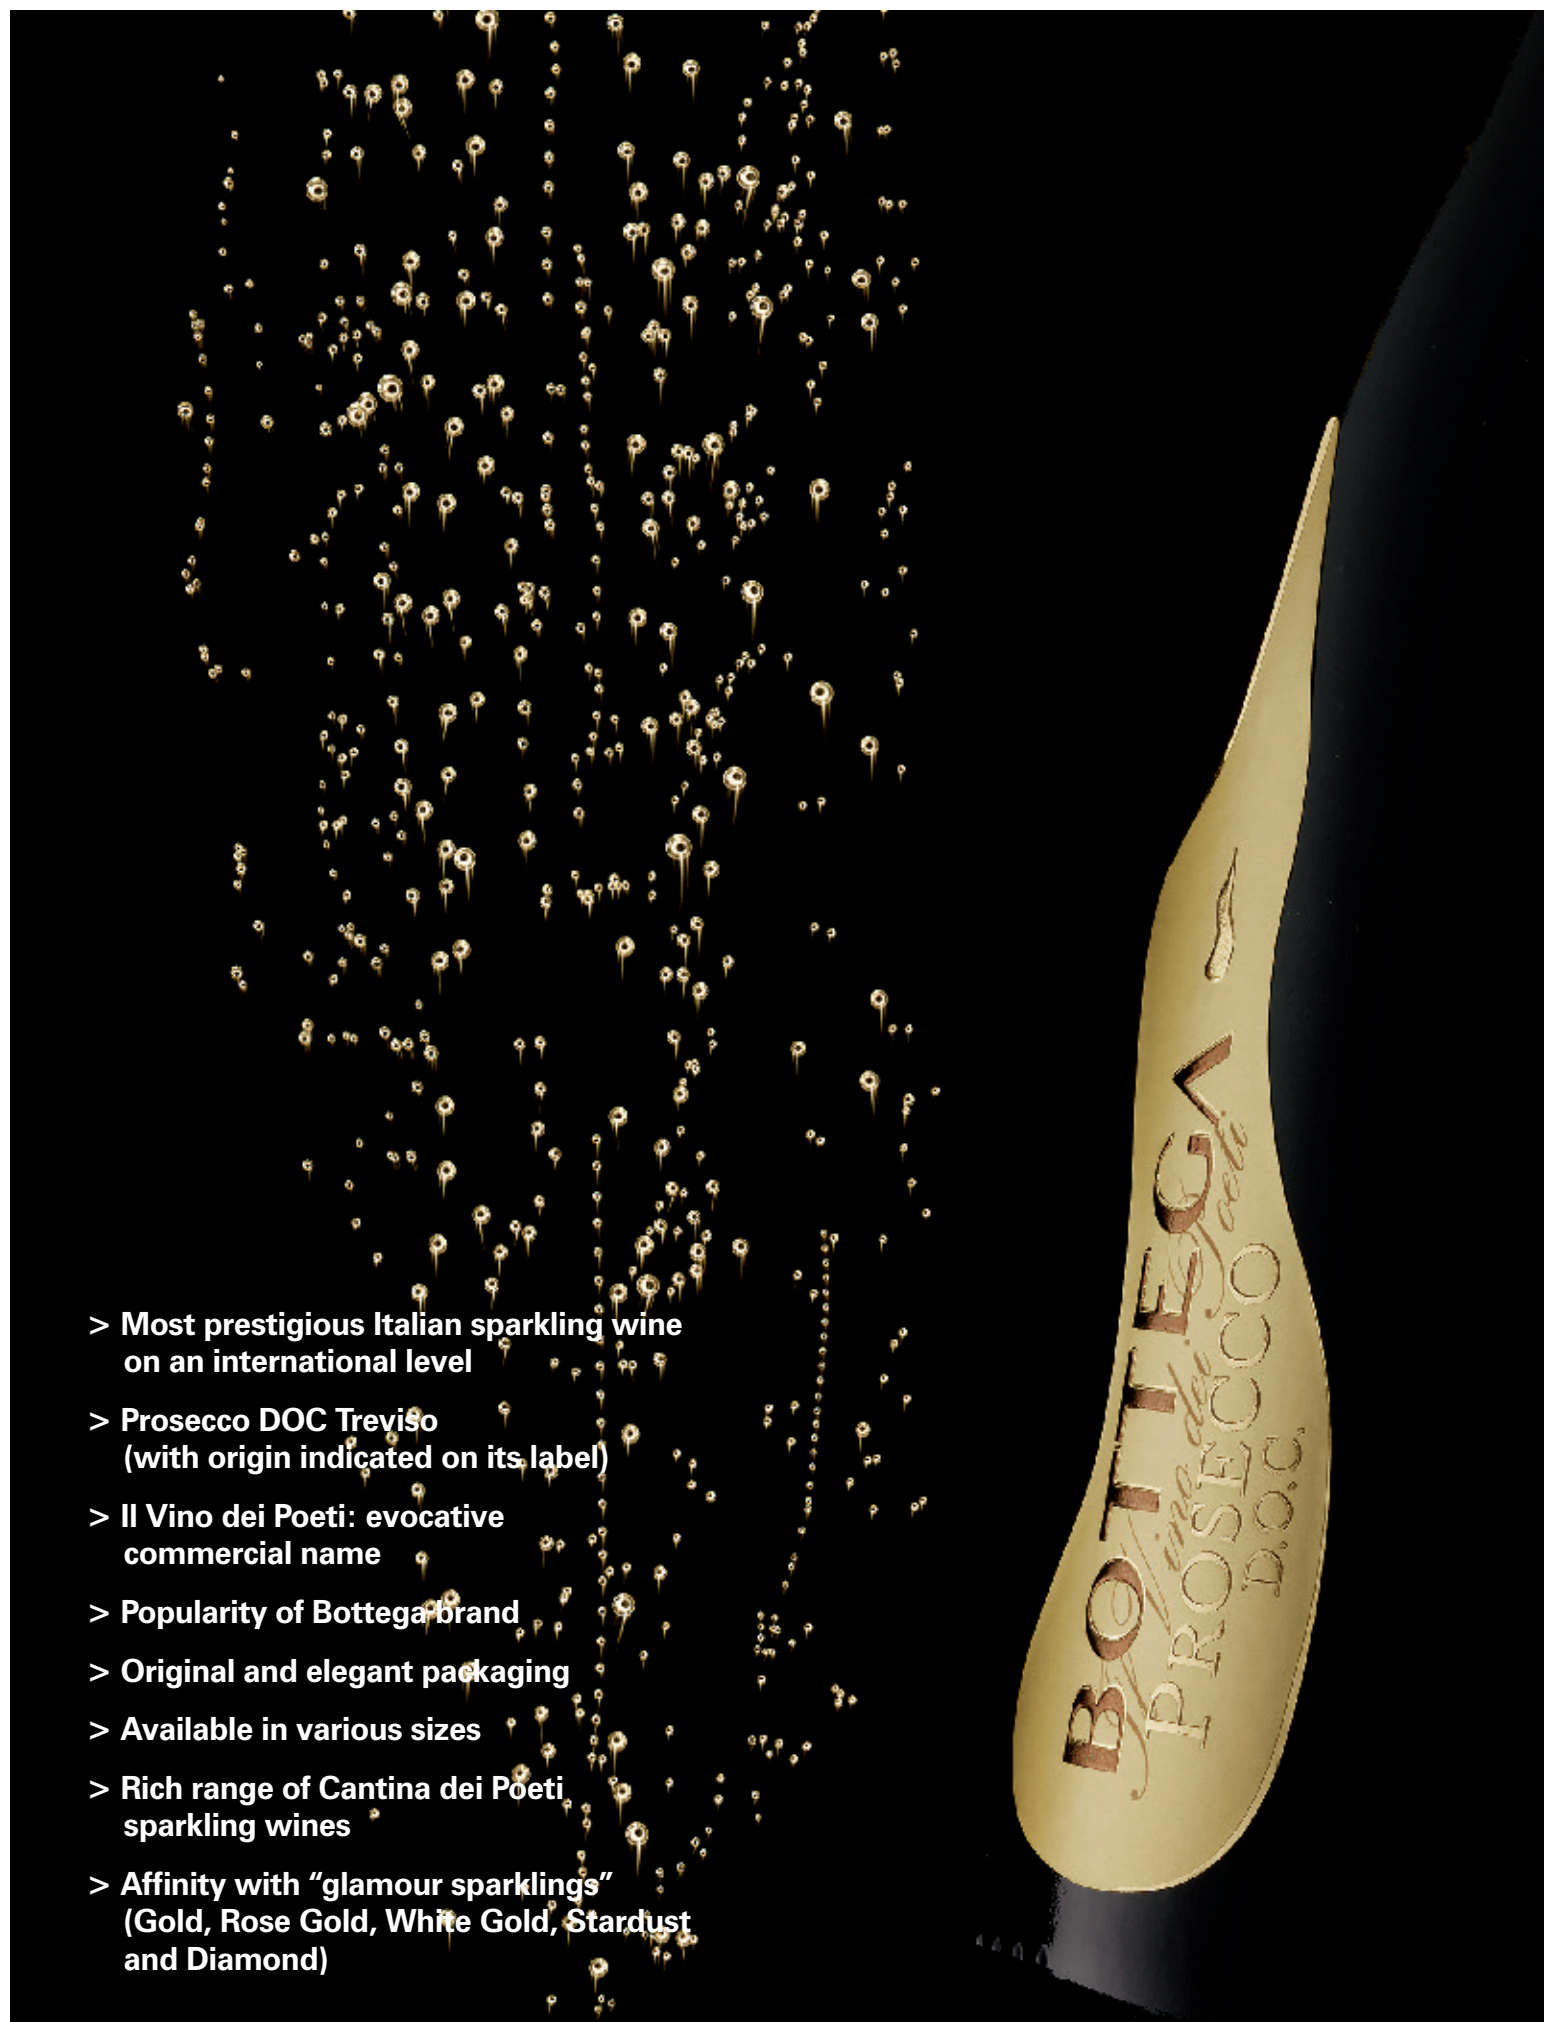 > Most prestigious Italian sparkling wine
on an international level
> Prosecco DOC Treviso
(with origin indicated on its label)
> Il Vino dei Poeti: evocative
commercial name
> Popularity of Bottega brand
> Original and elegant packaging
> Available in various sizes
> Rich range of Cantina dei Poeti
sparkling wines
> Affinity with “glamour sparklings”
(Gold, Rose Gold, White Gold, Stardust
and Diamond)
BOTTEGA
Vino dei Poeti
PROSECCO
D.O.C.